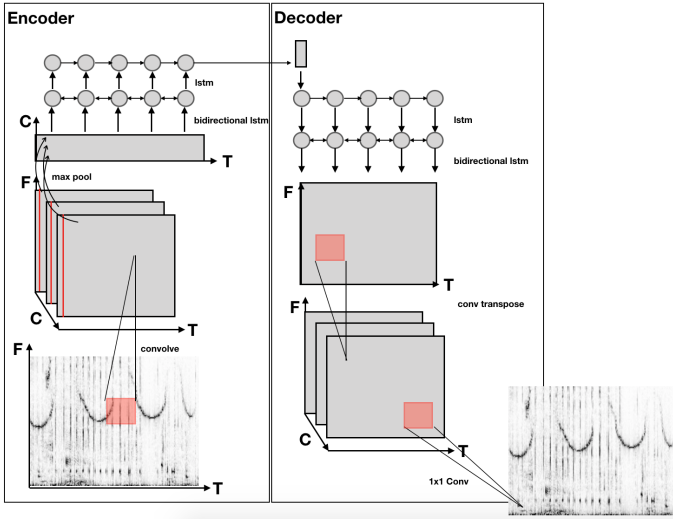 Encoder
Decoder
lstm
bidirectional lstm
C
T
max pool
F
C
T
convolve
F
T
lstm
bidirectional lstm
F
T
conv transpose
F
C
T
1x1 Conv